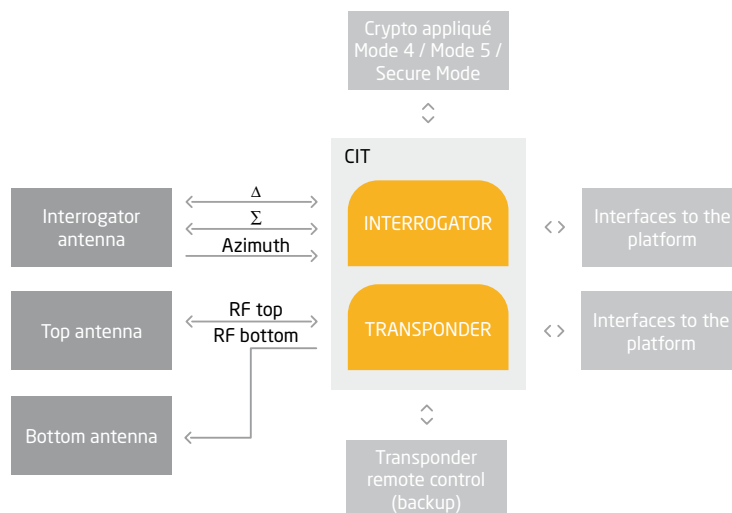 Crypto appliqué
Mode 4 / Mode 5 /
Secure Mode
CIT
Interrogator
antenna
Δ
Σ
Azimuth
INTERROGATOR
Interfaces to the
platform
Top antenna
RF top
RF bottom
TRANSPONDER
Interfaces to the
platform
Bottom antenna
Transponder
remote control
(backup)